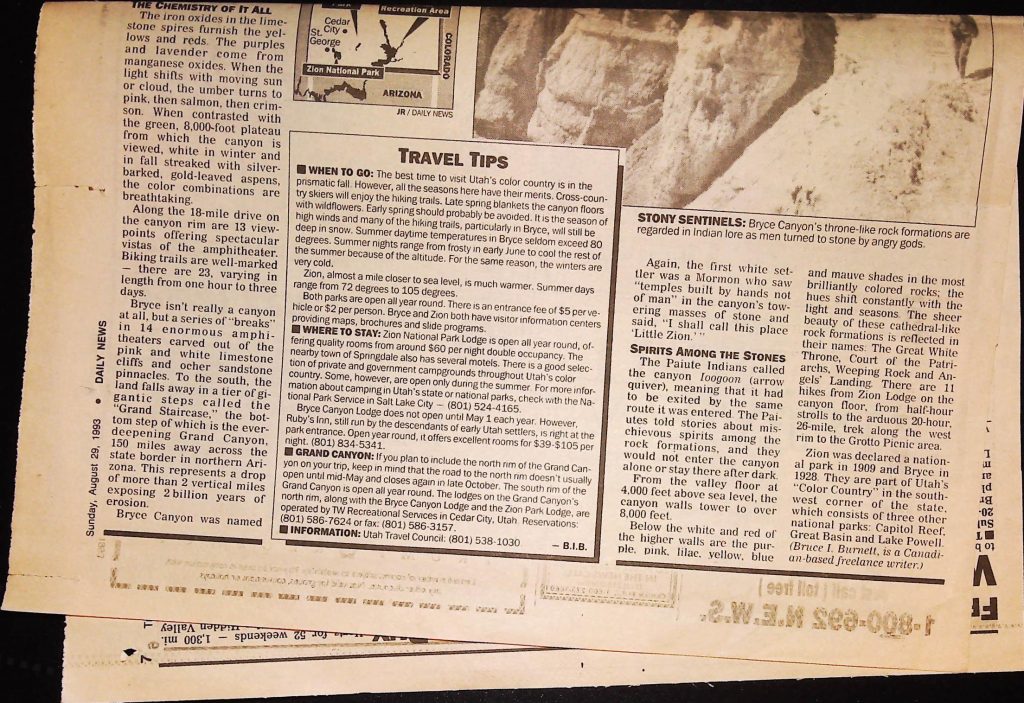 THE CHEMISTRY OF IT ALL
The iron oxides in the lime-
stone spires furnish the yel-
lows and reds. The purples
and lavender come from
manganese oxides. When the
light shifts with moving sun
or cloud, the umber turns to
pink, then salmon, then crim-
son. When contrasted with
the green, 8,000-foot plateau
from which the canyon is
viewed, white in winter and
in fall streaked with silver-
barked, gold-leaved aspens,
the color combinations are
breathtaking.
Along the 18-mile drive on
the canyon rim are 13 view-
points offering spectacular
vistas of the amphitheater.
Biking trails are well-marked
— there are 23, varying in
length from one hour to three
days.
Bryce isn't really a canyon
at all, but a series of "breaks"
in 14 enormous amphi-
theaters carved out of the
pink and white limestone
cliffs and ocher sandstone
pinnacles. To the south, the
land falls away in a tier of gi-
gantic steps called the
"Grand Staircase," the bot-
tom step of which is the ever-
deepening Grand Canyon,
150 miles away across the
state border in northern Ari-
zona. This represents a drop
of more than 2 vertical miles
exposing 2 billion years of
erosion.
Bryce Canyon was named
Sunday, August 29, 1993 • DAILY NEWS
Park
Recreation Area
Cedar
City
St.
George
COLORADO
Zion National Park
ARIZONA
JR / DAILY NEWS
TRAVEL TIPS
■ WHEN TO GO: The best time to visit Utah's color country is in the
prismatic fall. However, all the seasons here have their merits. Cross-coun-
try skiers will enjoy the hiking trails. Late spring blankets the canyon floors
with wildflowers. Early spring should probably be avoided. It is the season of
high winds and many of the hiking trails, particularly in Bryce, will still be
deep in snow. Summer daytime temperatures in Bryce seldom exceed 80
degrees. Summer nights range from frosty in early June to cool the rest of
the summer because of the altitude. For the same reason, the winters are
very cold.
Zion, almost a mile closer to sea level, is much warmer. Summer days
range from 72 degrees to 105 degrees.
Both parks are open all year round. There is an entrance fee of $5 per ve-
hicle or $2 per person. Bryce and Zion both have visitor information centers
providing maps, brochures and slide programs.
■ WHERE TO STAY: Zion National Park Lodge is open all year round, of-
fering quality rooms from around $60 per night double occupancy. The
nearby town of Springdale also has several motels. There is a good selec-
tion of private and government campgrounds throughout Utah's color
country. Some, however, are open only during the summer. For more infor-
mation about camping in Utah's state or national parks, check with the Na-
tional Park Service in Salt Lake City — (801) 524-4165.
Bryce Canyon Lodge does not open until May 1 each year. However,
Ruby's Inn, still run by the descendants of early Utah settlers, is right at the
park entrance. Open year round, it offers excellent rooms for $39-$105 per
night. (801) 834-5341.
■ GRAND CANYON: If you plan to include the north rim of the Grand Can-
yon on your trip, keep in mind that the road to the north rim doesn't usually
open until mid-May and closes again in late October. The south rim of the
Grand Canyon is open all year round. The lodges on the Grand Canyon's
north rim, along with the Bryce Canyon Lodge and the Zion Park Lodge, are
operated by TW Recreational Services in Cedar City, Utah. Reservations:
(801) 586-7624 or fax: (801) 586-3157.
■ INFORMATION: Utah Travel Council: (801) 538-1030
— B.I.B.
STONY SENTINELS: Bryce Canyon's throne-like rock formations are
regarded in Indian lore as men turned to stone by angry gods.
Again, the first white set-
tler was a Mormon who saw
"temples built by hands not
of man" in the canyon's tow-
ering masses of stone and
said, "I shall call this place
'Little Zion.'"
SPIRITS AMONG THE STONES
The Paiute Indians called
the canyon Ioogoon (arrow
quiver), meaning that it had
to be exited by the same
route it was entered. The Pai-
utes told stories about mis-
chievous spirits among the
rock formations, and they
would not enter the canyon
alone or stay there after dark.
From the valley floor at
4,000 feet above sea level, the
canyon walls tower to over
8,000 feet.
Below the white and red of
the higher walls are the pur-
ple, pink, lilac, yellow, blue
and mauve shades in the most
brilliantly colored rocks; the
hues shift constantly with the
light and seasons. The sheer
beauty of these cathedral-like
rock formations is reflected in
their names: The Great White
Throne, Court of the Patri-
archs, Weeping Rock and An-
gels' Landing. There are 11
hikes from Zion Lodge on the
canyon floor, from half-hour
strolls to the arduous 20-hour,
26-mile, trek along the west
rim to the Grotto Picnic area.
Zion was declared a nation-
al park in 1909 and Bryce in
1928. They are part of Utah's
"Color Country" in the south-
west corner of the state,
which consists of three other
national parks: Capitol Reef,
Great Basin and Lake Powell.
(Bruce I. Burnett, is a Canadi-
an-based freelance writer.)
1-800-692 N.E.W.S.
for 52 weekends — 1,300 mi.
Hidden Valley